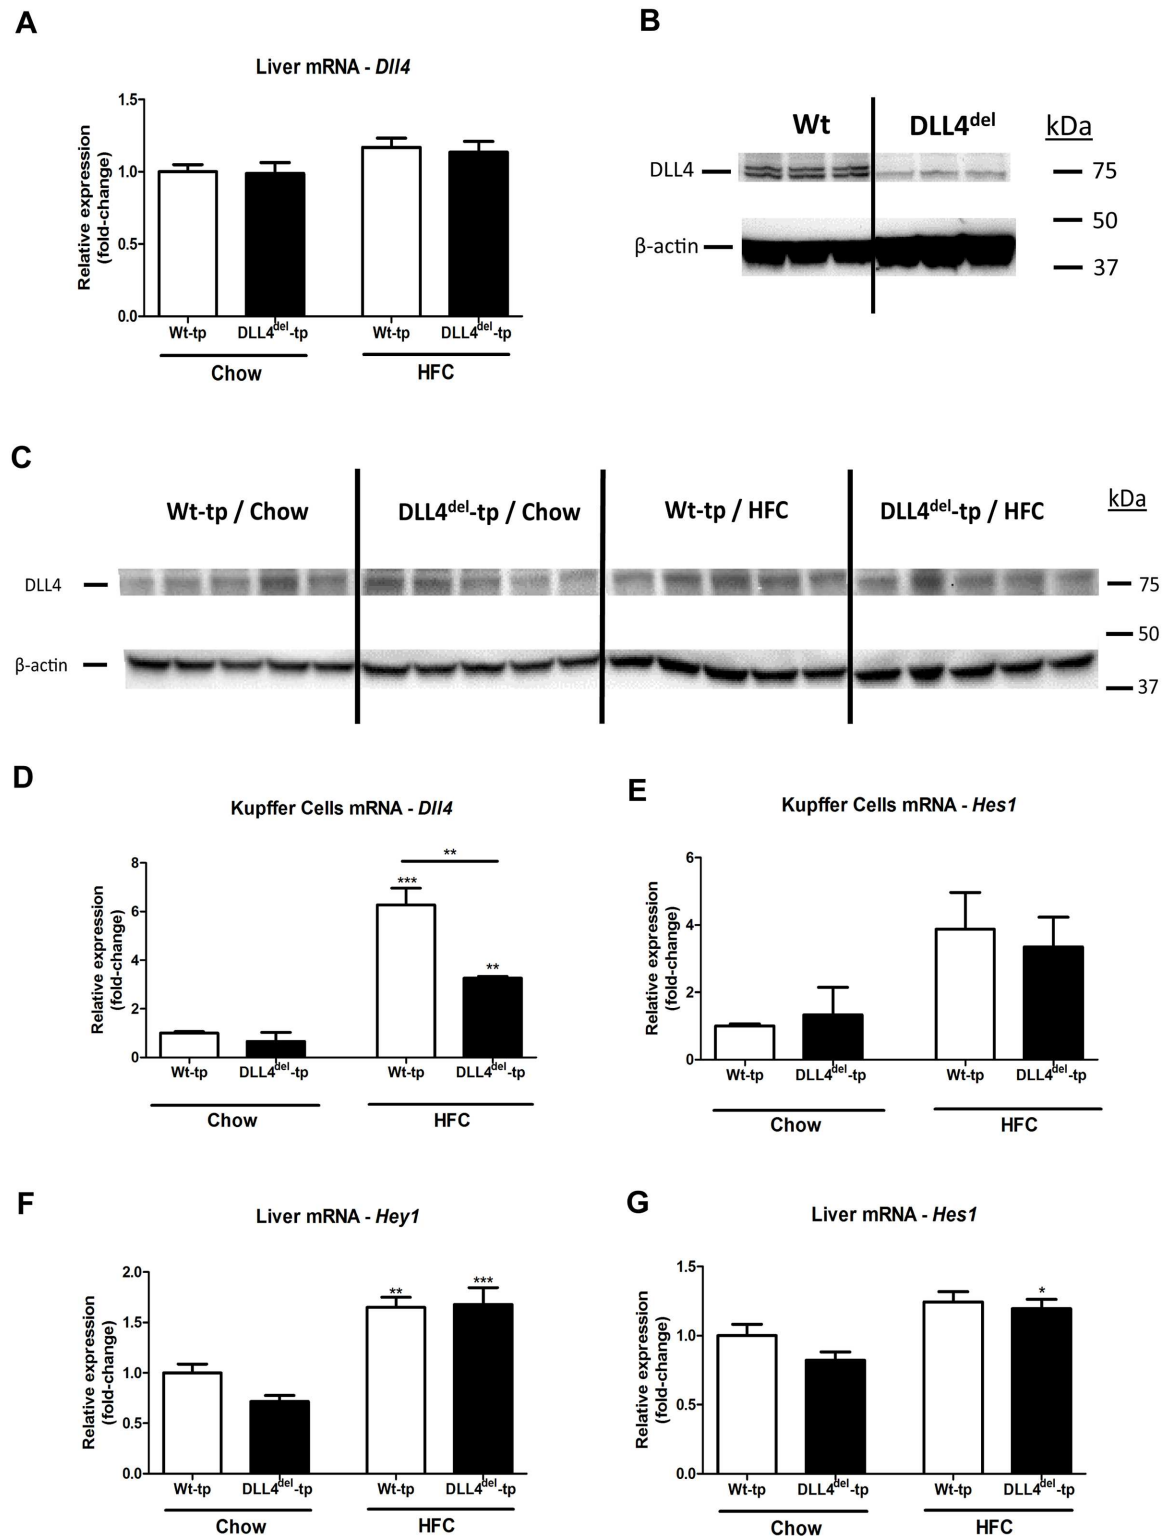 A
Liver mRNA - Dll4
Relative expression
(fold-change)
1.5
1.0
0.5
0.0
Wt-tp DLL4del-tp Wt-tp DLL4del-tp
Chow HFC
B
Wt DLL4del kDa
DLL4 75
50
β-actin
37
C
Wt-tp / Chow DLL4del-tp / Chow Wt-tp / HFC DLL4del-tp / HFC kDa
DLL4 75
50
β-actin
37
D
Kupffer Cells mRNA - Dll4
Relative expression
(fold-change)
8
6
4
2
0
**
***
**
Wt-tp DLL4del-tp Wt-tp DLL4del-tp
Chow HFC
E
Kupffer Cells mRNA - Hes1
Relative expression
(fold-change)
6
4
2
0
Wt-tp DLL4del-tp Wt-tp DLL4del-tp
Chow HFC
F
Liver mRNA - Hey1
Relative expression
(fold-change)
2.0
1.5
1.0
0.5
0.0
** ***
Wt-tp DLL4del-tp Wt-tp DLL4del-tp
Chow HFC
G
Liver mRNA - Hes1
Relative expression
(fold-change)
1.5
1.0
0.5
0.0
*
Wt-tp DLL4del-tp Wt-tp DLL4del-tp
Chow HFC